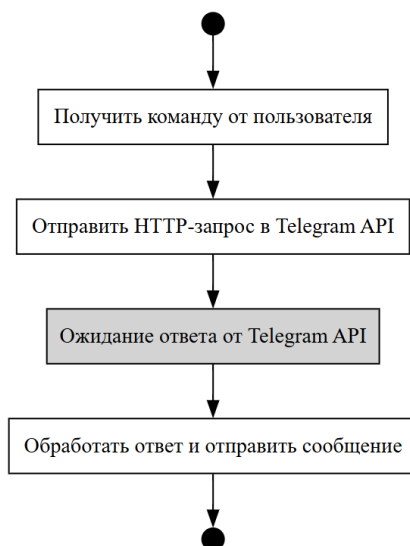 Получить команду от пользователя
Отправить HTTP-запрос в Telegram API
Ожидание ответа от Telegram API
Обработать ответ и отправить сообщение